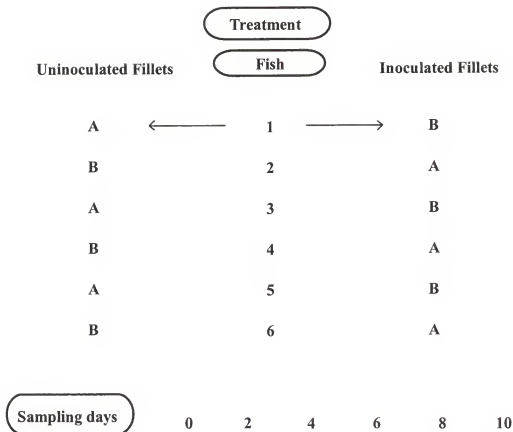 Treatment
Uninoculated Fillets Fish Inoculated Fillets
A 1 B
B 2 A
A 3 B
B 4 A
A 5 B
B 6 A
Sampling days 0 2 4 6 8 10